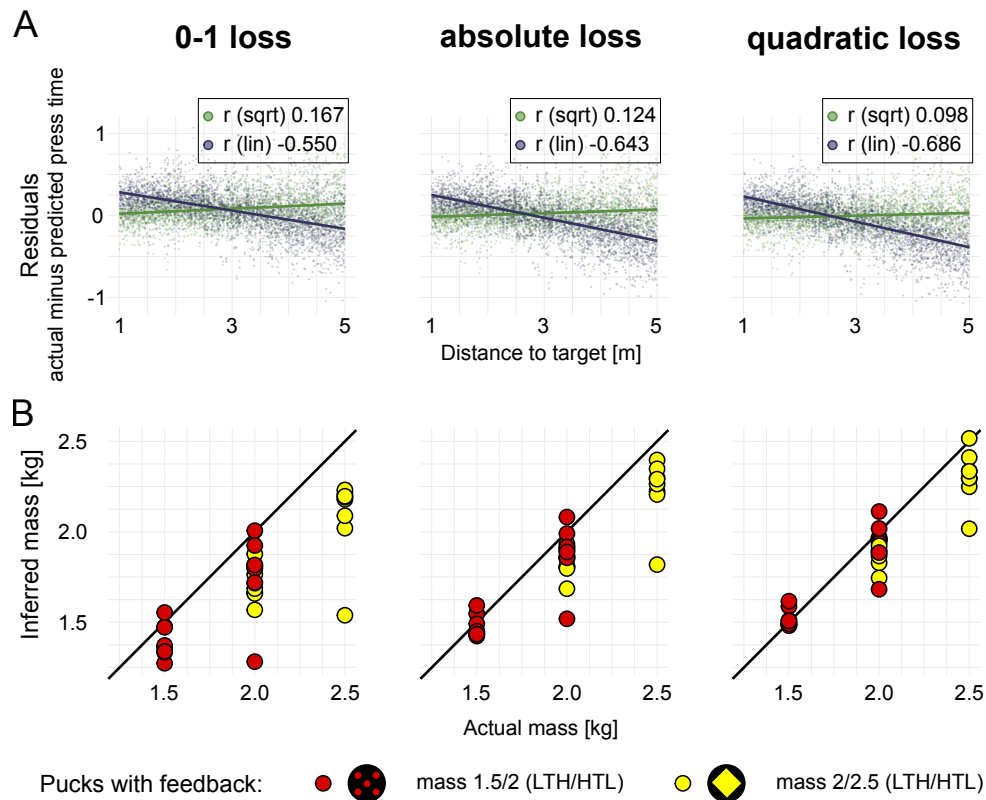 A
0-1 loss
absolute loss
quadratic loss
Residuals
actual minus predicted press time
1
0
-1
r (sqrt) 0.167
r (lin) -0.550
r (sqrt) 0.124
r (lin) -0.643
r (sqrt) 0.098
r (lin) -0.686
1 3 5
1 3 5
1 3 5
Distance to target [m]
B
Inferred mass [kg]
2.5
2.0
1.5
1.5 2.0 2.5
1.5 2.0 2.5
1.5 2.0 2.5
Actual mass [kg]
Pucks with feedback: mass 1.5/2 (LTH/HTL) mass 2/2.5 (LTH/HTL)